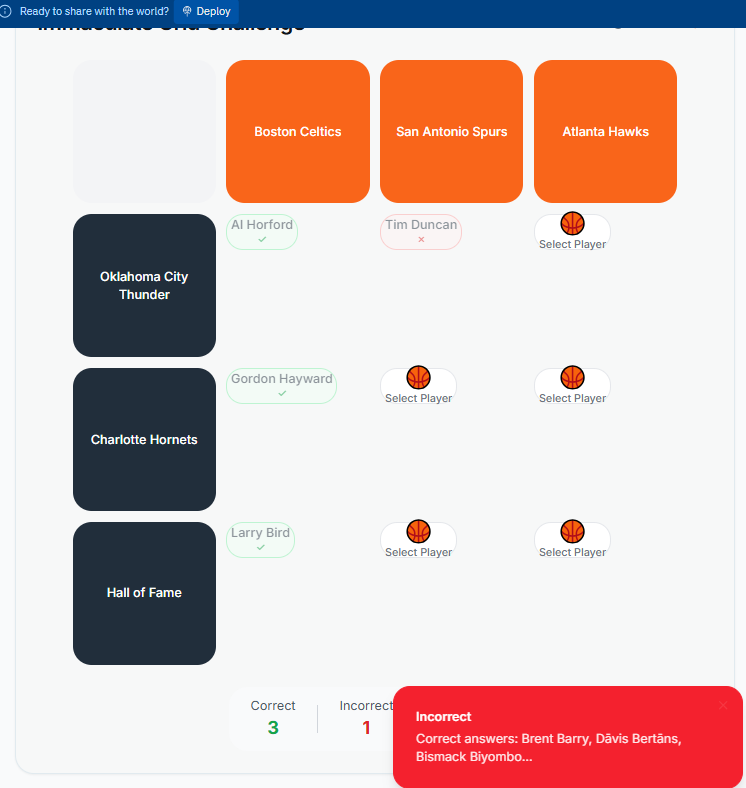 Ready to share with the world? Deploy
Immaculate Grid Challenge
Boston Celtics
San Antonio Spurs
Atlanta Hawks
Oklahoma City
Thunder
Al Horford
Tim Duncan
Select Player
Charlotte Hornets
Gordon Hayward
Select Player
Select Player
Hall of Fame
Larry Bird
Select Player
Select Player
Correct
3
Incorrect
1
Incorrect
Correct answers: Brent Barry, Dāvis Bertāns,
Bismack Biyombo...